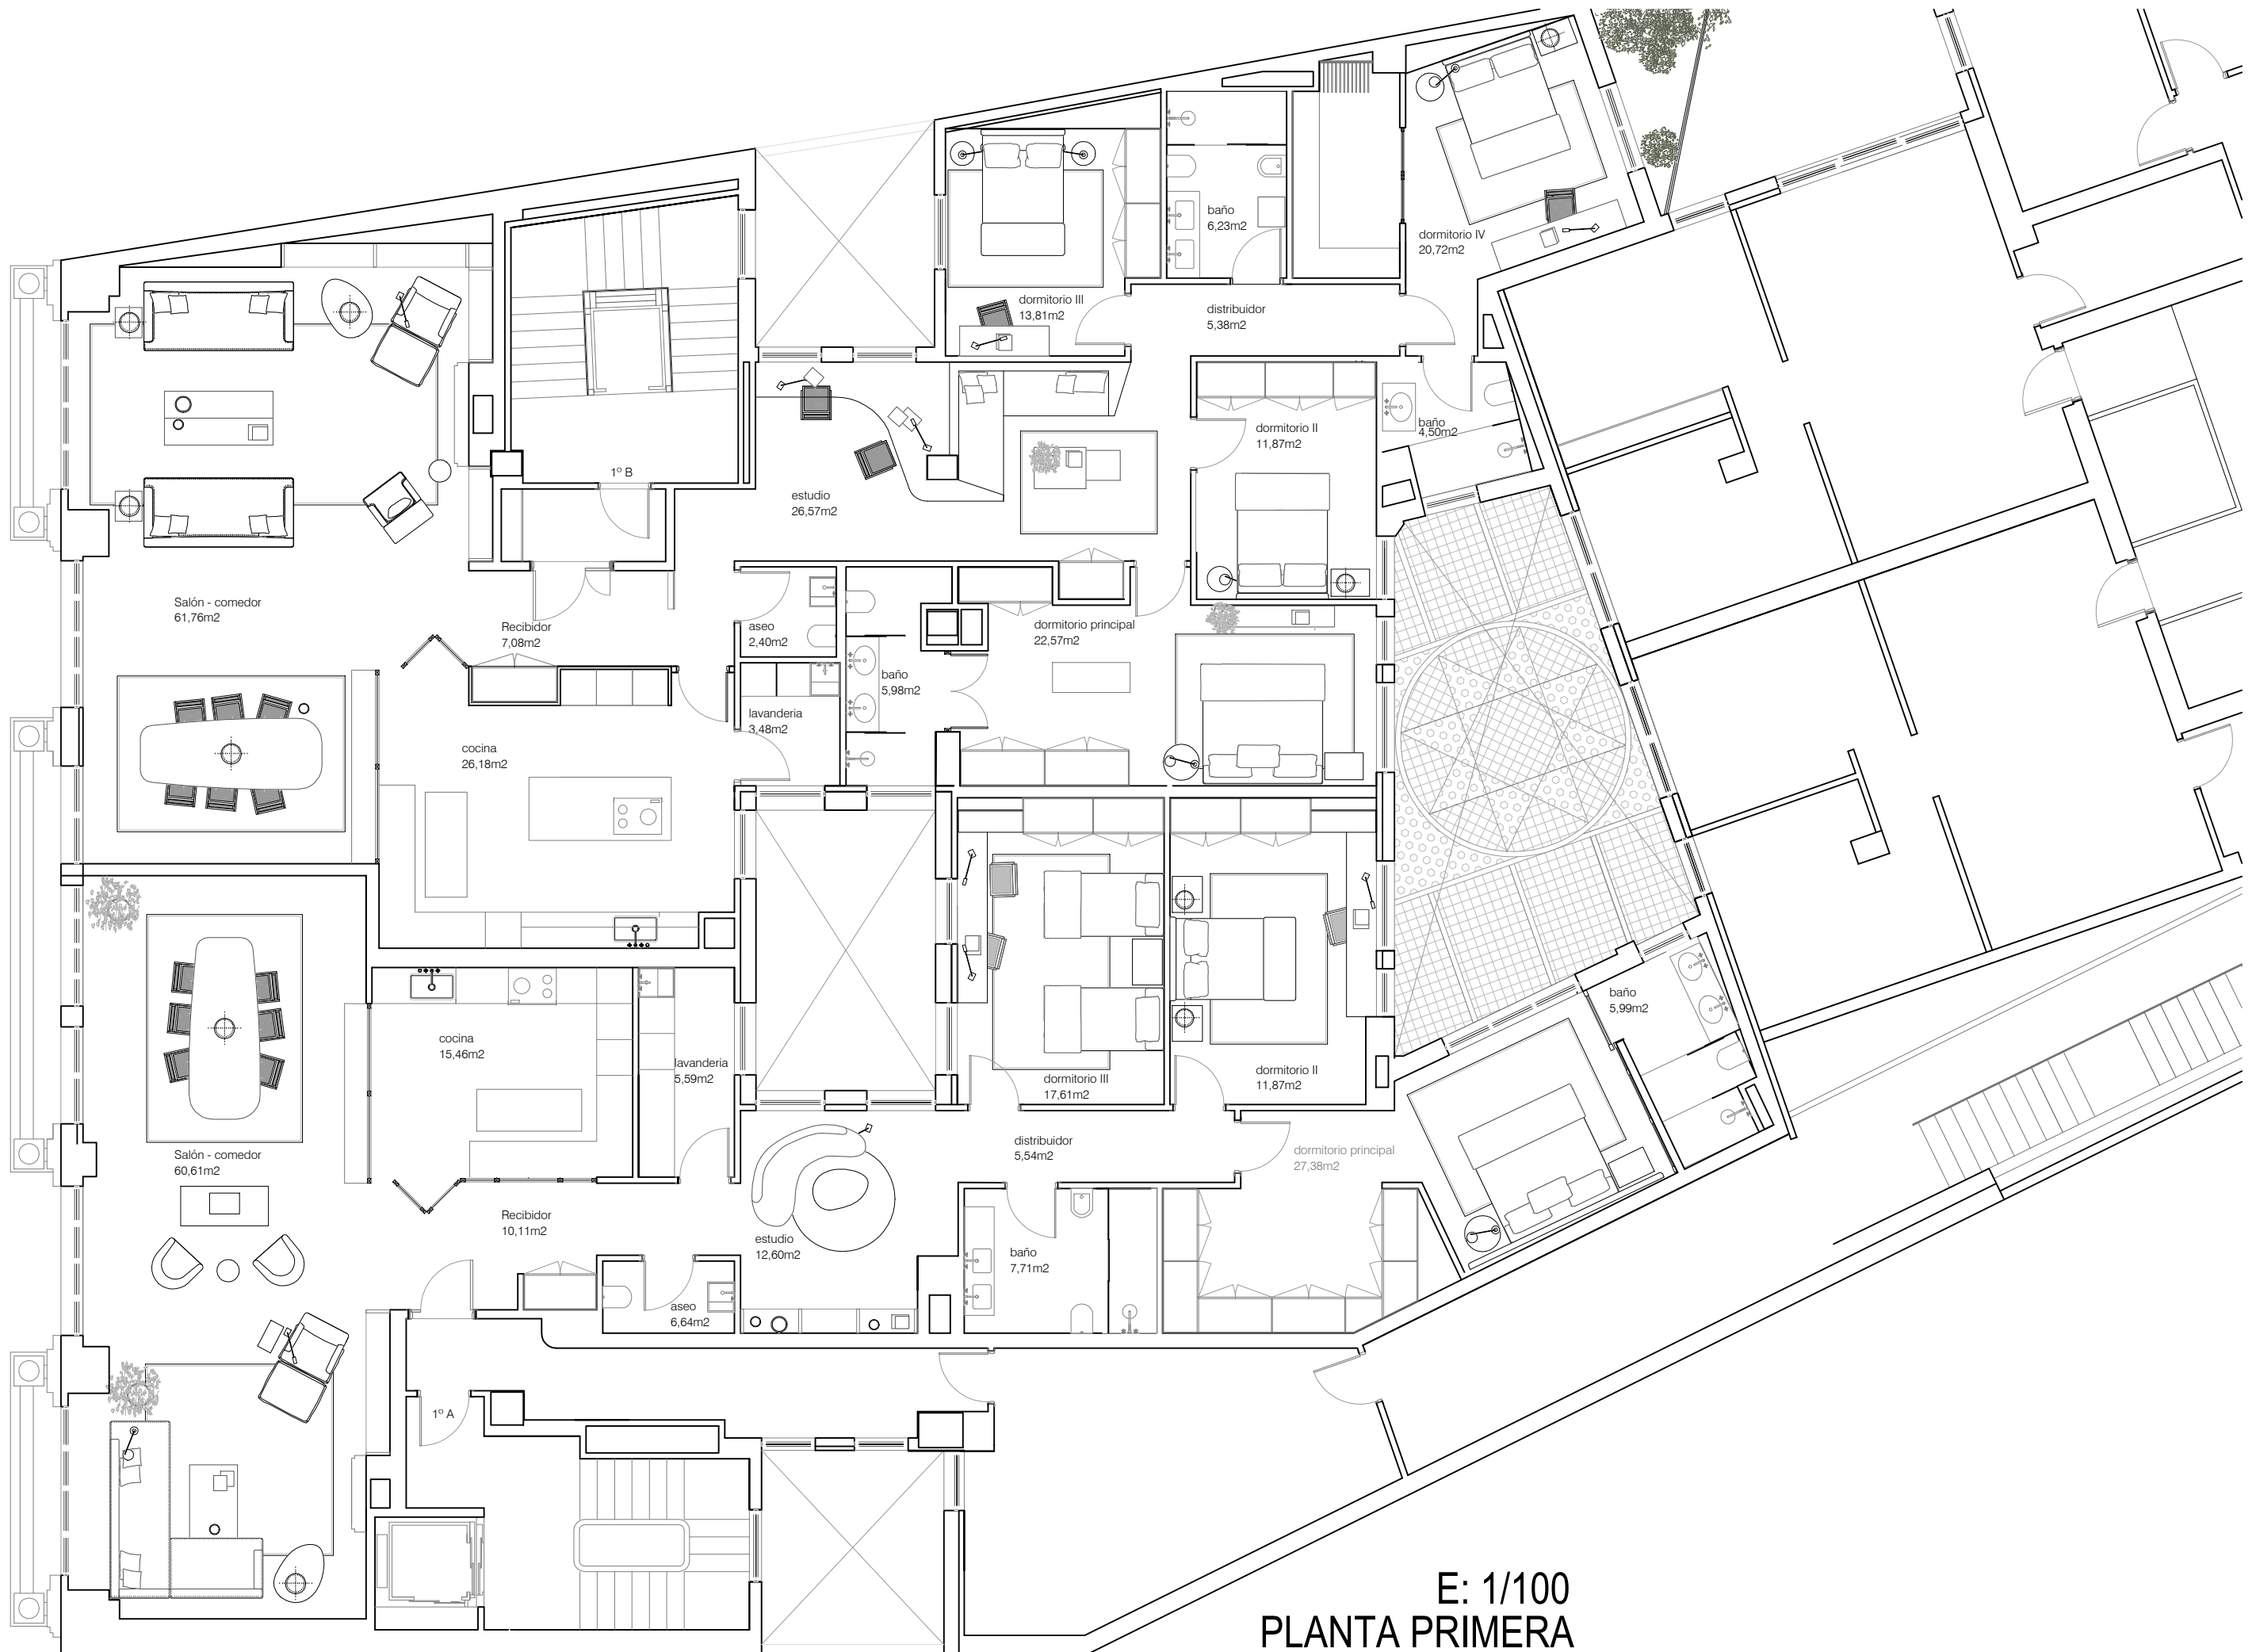 baño
6,23m2
dormitorio IV
20,72m2
dormitorio III
13,81m2
distribuidor
5,38m2
baño
4,50m2
dormitorio II
11,87m2
1º B
estudio
26,57m2
Salón - comedor
61,76m2
Recibidor
7,08m2
aseo
2,40m2
dormitorio principal
22,57m2
baño
5,98m2
lavanderia
3,48m2
cocina
26,18m2
baño
5,99m2
cocina
15,46m2
lavanderia
5,59m2
dormitorio III
17,61m2
dormitorio II
11,87m2
Salón - comedor
60,61m2
distribuidor
5,54m2
dormitorio principal
27,38m2
Recibidor
10,11m2
estudio
12,60m2
baño
7,71m2
aseo
6,64m2
1º A
E: 1/100
PLANTA PRIMERA